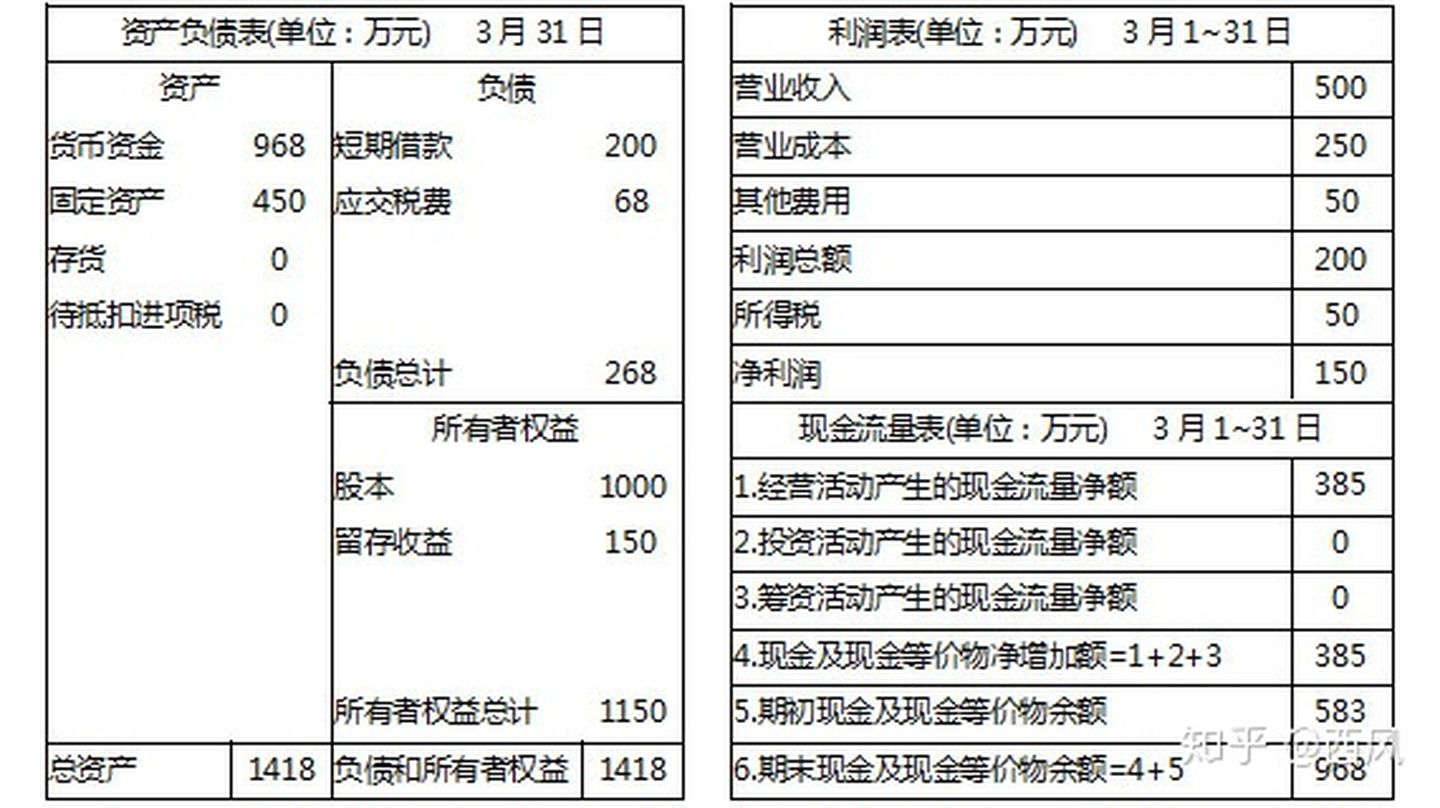 资产负债表(单位：万元) 3月31日
资产 负债
货币资金 968 短期借款 200
固定资产 450 应交税费 68
存货 0
待抵扣进项税 0
负债总计 268
所有者权益
股本 1000
留存收益 150
所有者权益总计 1150
总资产 1418 负债和所有者权益 1418
利润表(单位：万元) 3月1~31日
营业收入 500
营业成本 250
其他费用 50
利润总额 200
所得税 50
净利润 150
现金流量表(单位：万元) 3月1~31日
1.经营活动产生的现金流量净额 385
2.投资活动产生的现金流量净额 0
3.筹资活动产生的现金流量净额 0
4.现金及现金等价物净增加额=1+2+3 385
5.期初现金及现金等价物余额 583
6.期末现金及现金等价物余额=4+5 968
知乎 @西风